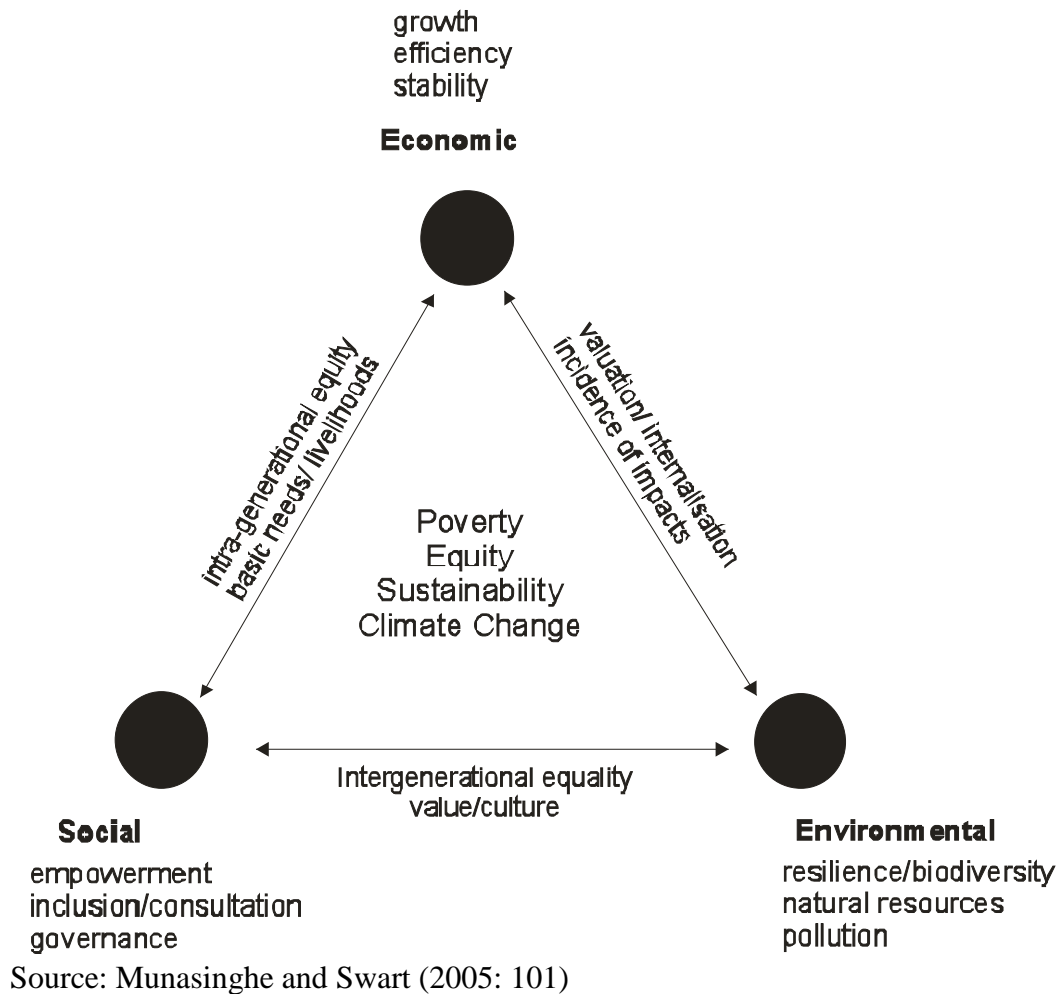 growth
efficiency
stability
Economic
intra-generational equity
basic needs/ livelihoods
valuation/ internalisation
incidence of impacts
Poverty
Equity
Sustainability
Climate Change
Intergenerational equality
value/culture
Social
empowerment
inclusion/consultation
governance
Environmental
resilience/biodiversity
natural resources
pollution
Source: Munasinghe and Swart (2005: 101)